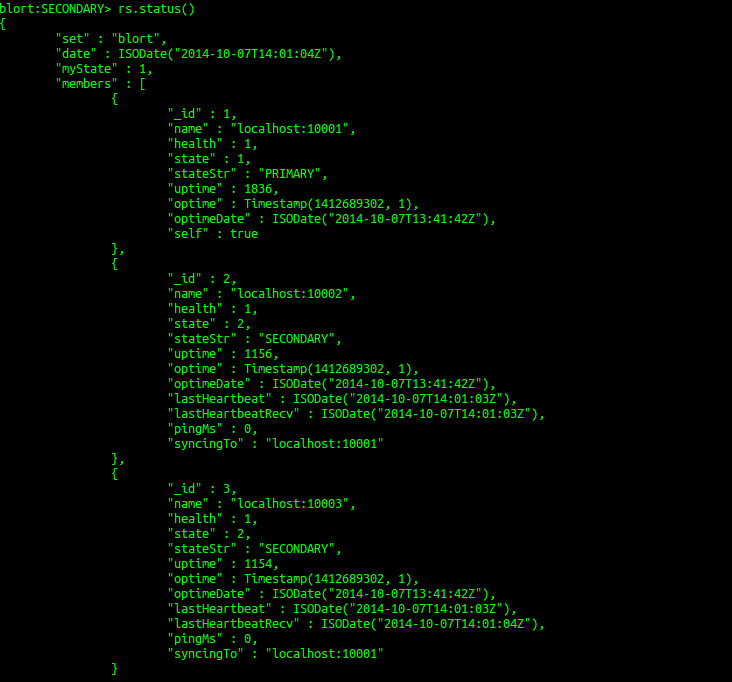 blort:SECONDARY> rs.status()
{
        "set" : "blort",
        "date" : ISODate("2014-10-07T14:01:04Z"),
        "myState" : 1,
        "members" : [
                {
                        "_id" : 1,
                        "name" : "localhost:10001",
                        "health" : 1,
                        "state" : 1,
                        "stateStr" : "PRIMARY",
                        "uptime" : 1836,
                        "optime" : Timestamp(1412689302, 1),
                        "optimeDate" : ISODate("2014-10-07T13:41:42Z"),
                        "self" : true
                },
                {
                        "_id" : 2,
                        "name" : "localhost:10002",
                        "health" : 1,
                        "state" : 2,
                        "stateStr" : "SECONDARY",
                        "uptime" : 1156,
                        "optime" : Timestamp(1412689302, 1),
                        "optimeDate" : ISODate("2014-10-07T13:41:42Z"),
                        "lastHeartbeat" : ISODate("2014-10-07T14:01:03Z"),
                        "lastHeartbeatRecv" : ISODate("2014-10-07T14:01:03Z"),
                        "pingMs" : 0,
                        "syncingTo" : "localhost:10001"
                },
                {
                        "_id" : 3,
                        "name" : "localhost:10003",
                        "health" : 1,
                        "state" : 2,
                        "stateStr" : "SECONDARY",
                        "uptime" : 1154,
                        "optime" : Timestamp(1412689302, 1),
                        "optimeDate" : ISODate("2014-10-07T13:41:42Z"),
                        "lastHeartbeat" : ISODate("2014-10-07T14:01:03Z"),
                        "lastHeartbeatRecv" : ISODate("2014-10-07T14:01:04Z"),
                        "pingMs" : 0,
                        "syncingTo" : "localhost:10001"
                }